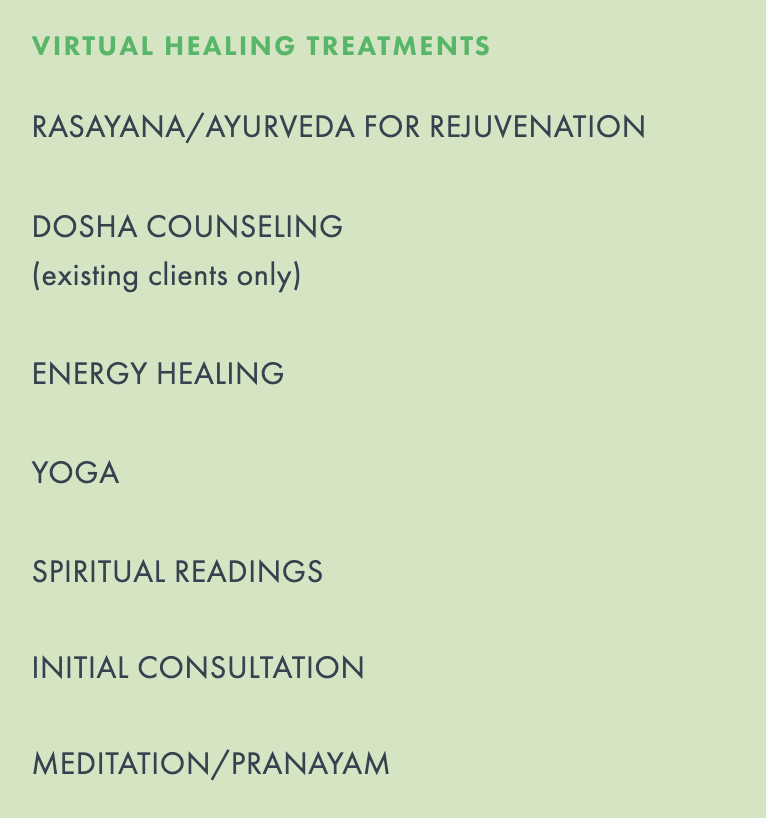 VIRTUAL HEALING TREATMENTS
RASAYANA/AYURVEDA FOR REJUVENATION
DOSHA COUNSELING
(existing clients only)
ENERGY HEALING
YOGA
SPIRITUAL READINGS
INITIAL CONSULTATION
MEDITATION/PRANAYAM